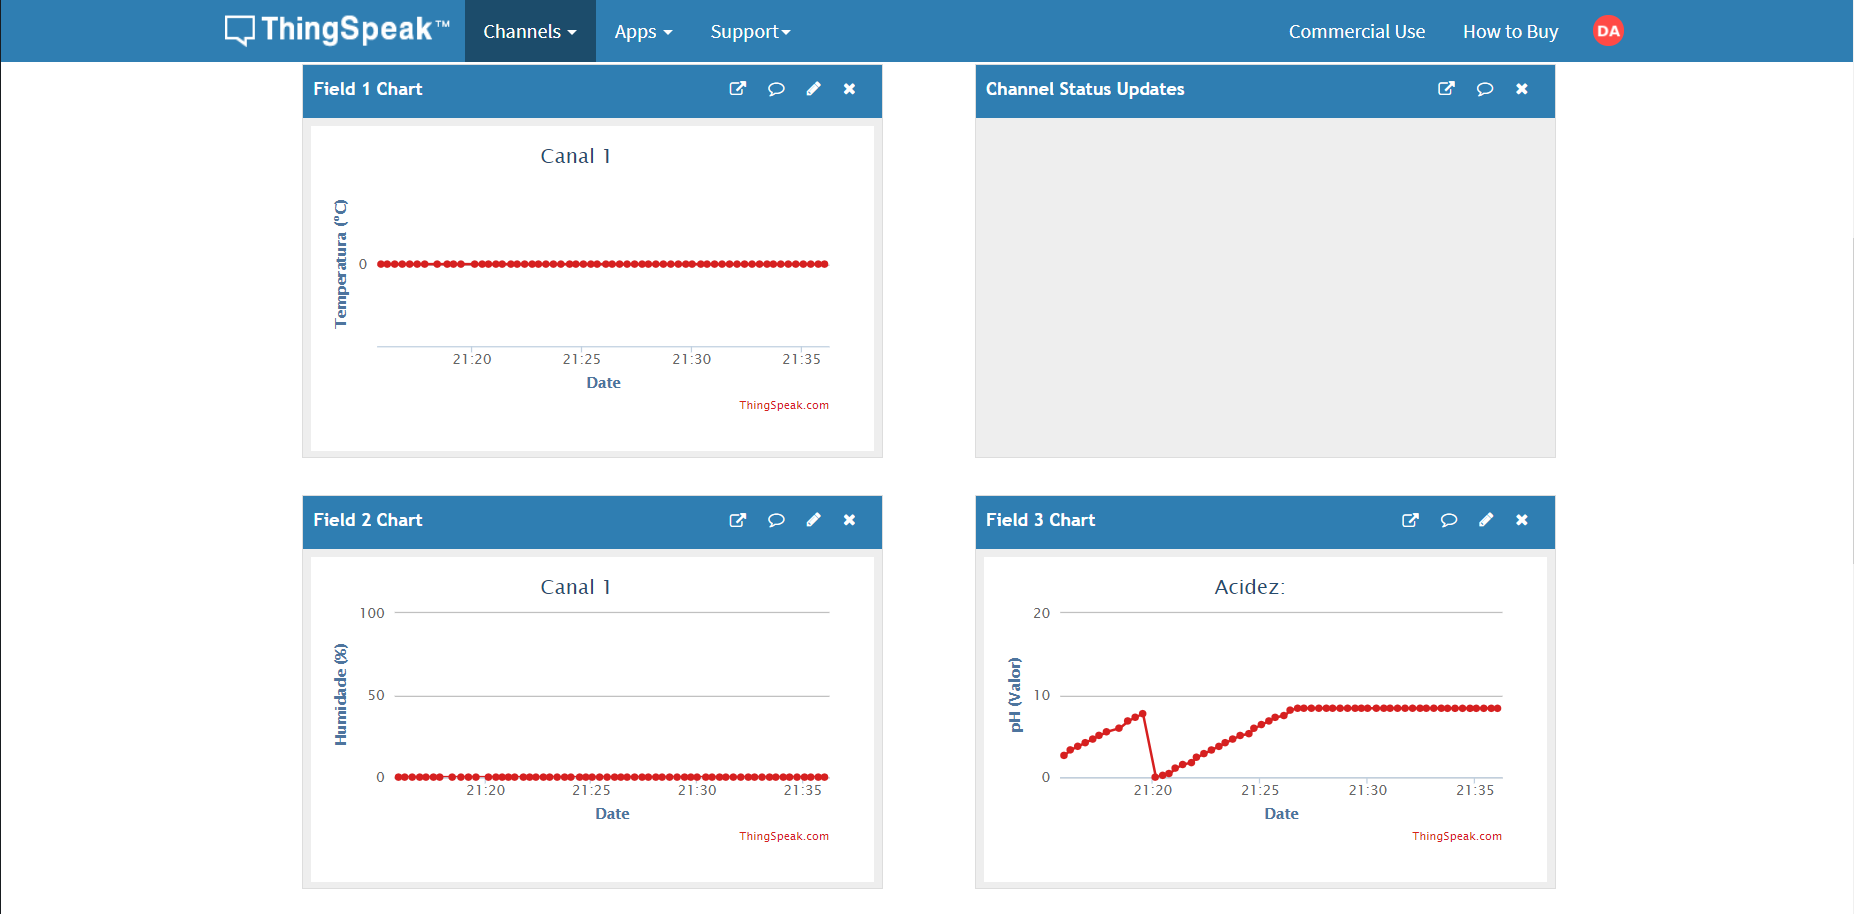 ThingSpeak™
Channels
Apps
Support
Commercial Use
How to Buy
DA
Field 1 Chart
Canal 1
Temperatura (ºC)
0
21:20
21:25
21:30
21:35
Date
ThingSpeak.com
Channel Status Updates
Field 2 Chart
Canal 1
Humidade (%)
100
50
0
21:20
21:25
21:30
21:35
Date
ThingSpeak.com
Field 3 Chart
Acidez:
pH (Valor)
20
10
0
21:20
21:25
21:30
21:35
Date
ThingSpeak.com